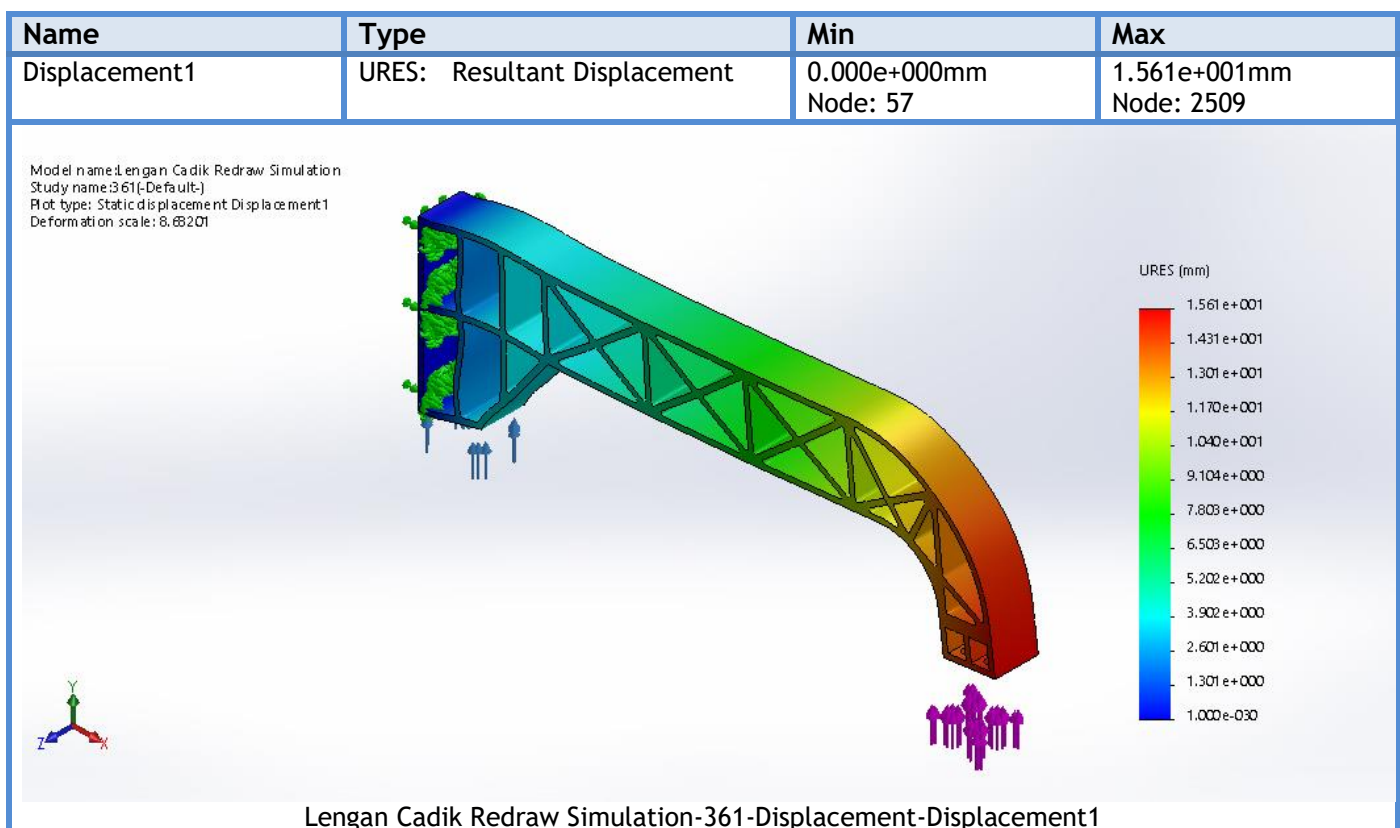 Name Type Min Max
Displacement1 URES: Resultant Displacement 0.000e+000mm 1.561e+001mm
Node: 57 Node: 2509
Model name:Lengan Cadik Redraw Simulation
Study name:361(-Default-)
Plot type: Static displacement Displacement1
Deformation scale: 8.68201
URES (mm)
1.561e+001
1.431e+001
1.301e+001
1.170e+001
1.040e+001
9.104e+000
7.803e+000
6.503e+000
5.202e+000
3.902e+000
2.601e+000
1.301e+000
1.000e-030
Y
Z X
Lengan Cadik Redraw Simulation-361-Displacement-Displacement1